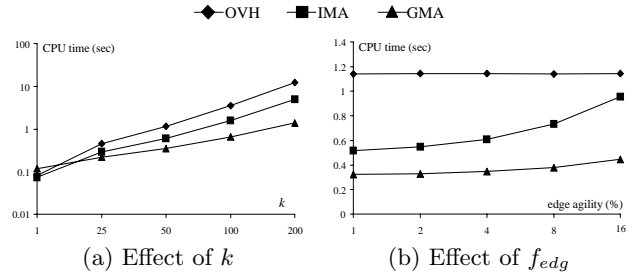 OVH IMA GMA
CPU time (sec)
100
10
1
0.1
0.01
k
1 25 50 100 200
(a) Effect of k
CPU time (sec)
1.4
1.2
1
0.8
0.6
0.4
0.2
0
edge agility (%)
1 2 4 8 16
(b) Effect of f_edg